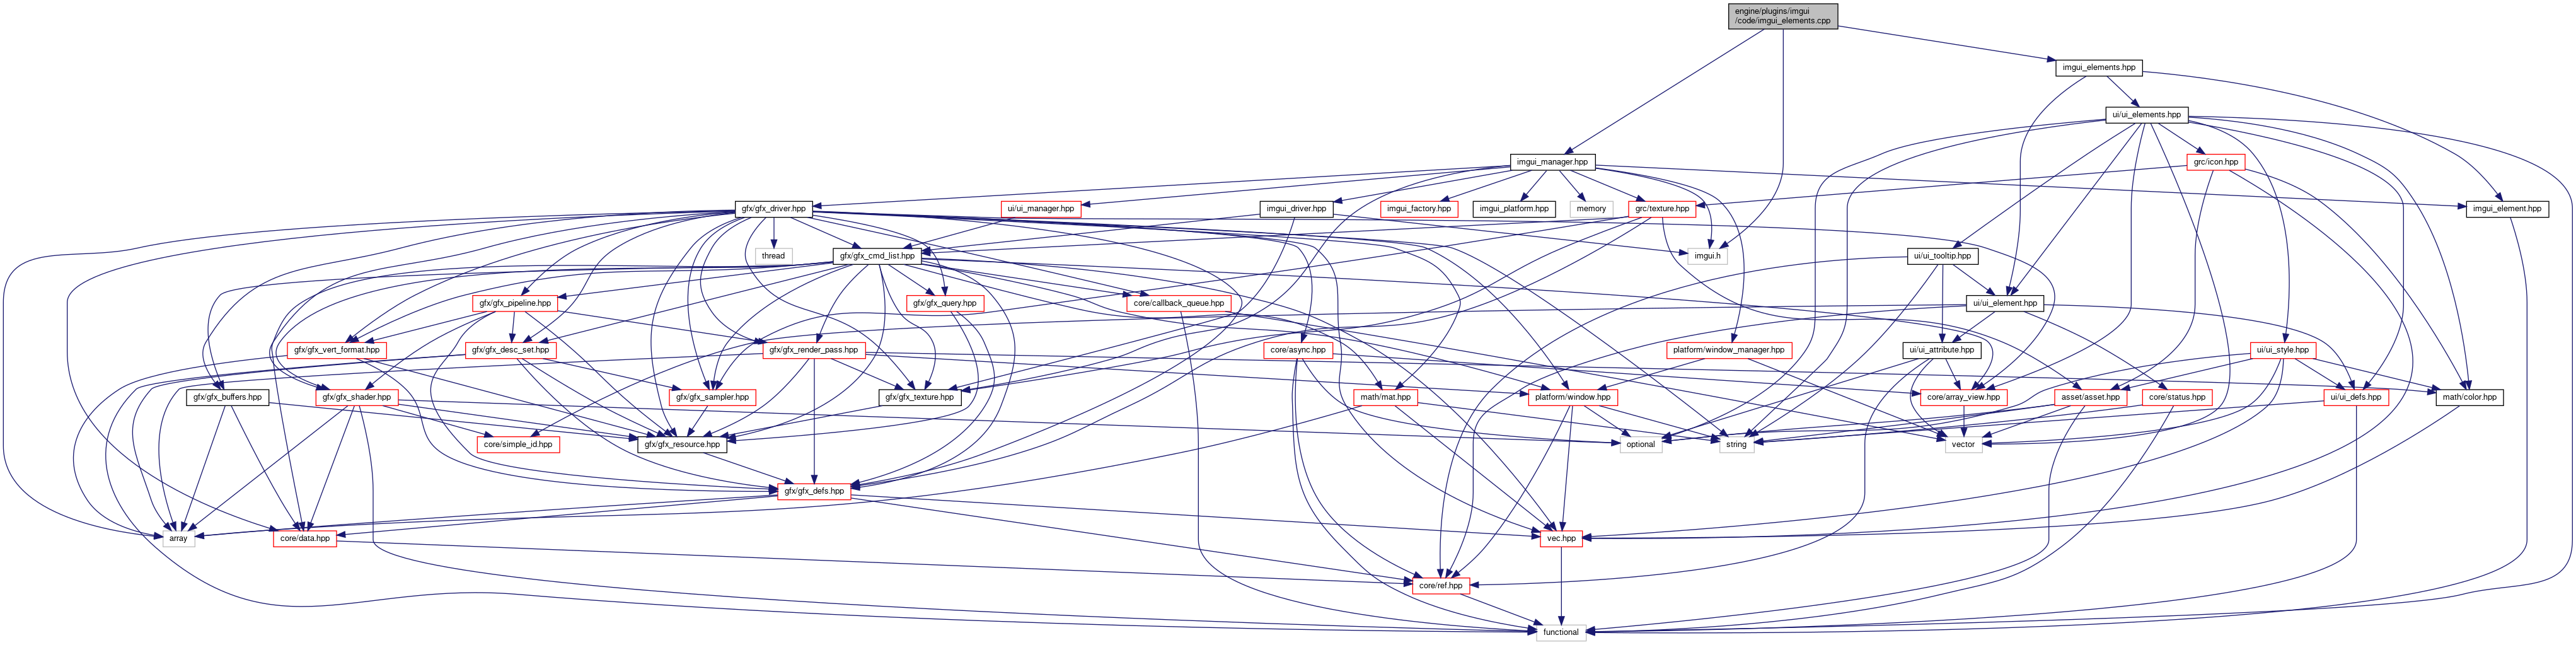 engine/plugins/imgui
/code/imgui_elements.cpp
imgui_elements.hpp
ui/ui_elements.hpp
imgui_manager.hpp
grc/icon.hpp
gfx/gfx_driver.hpp
ui/ui_manager.hpp
imgui_driver.hpp
imgui_factory.hpp
imgui_platform.hpp
memory
grc/texture.hpp
imgui_element.hpp
thread
gfx/gfx_cmd_list.hpp
imgui.h
ui/ui_tooltip.hpp
gfx/gfx_pipeline.hpp
gfx/gfx_query.hpp
core/callback_queue.hpp
ui/ui_element.hpp
gfx/gfx_vert_format.hpp
gfx/gfx_desc_set.hpp
gfx/gfx_render_pass.hpp
core/async.hpp
platform/window_manager.hpp
ui/ui_attribute.hpp
ui/ui_style.hpp
gfx/gfx_buffers.hpp
gfx/gfx_shader.hpp
gfx/gfx_sampler.hpp
gfx/gfx_texture.hpp
math/mat.hpp
platform/window.hpp
core/array_view.hpp
asset/asset.hpp
core/status.hpp
ui/ui_defs.hpp
math/color.hpp
core/simple_id.hpp
gfx/gfx_resource.hpp
optional
string
vector
gfx/gfx_defs.hpp
array
core/data.hpp
vec.hpp
core/ref.hpp
functional